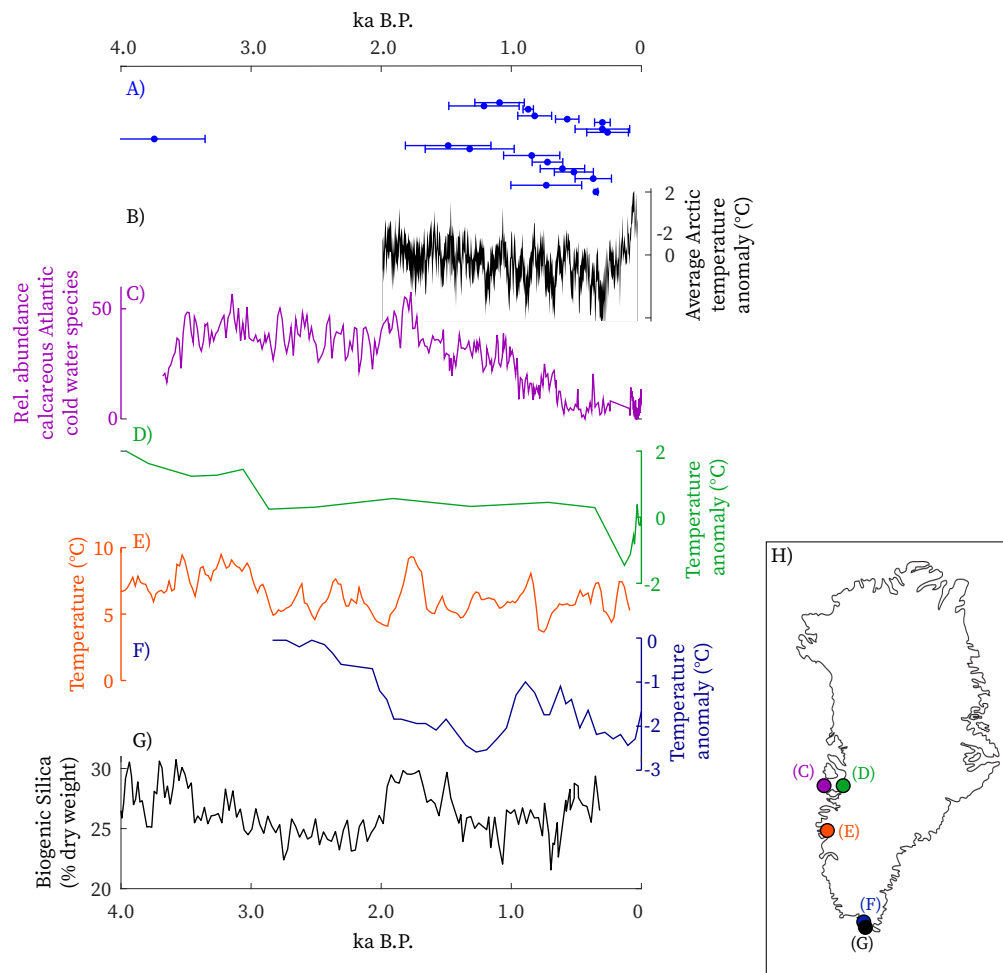 ka B.P.
4.0 3.0 2.0 1.0 0
A)
B)
2
-2
0
Average Arctic
temperature
anomaly (°C)
C)
50
0
Rel. abundance
calcareous Atlantic
cold water species
D)
2
0
-2
Temperature
anomaly (°C)
E)
10
5
0
Temperature (°C)
F)
0
-1
-2
-3
Temperature
anomaly (°C)
G)
30
25
20
Biogenic Silica
(% dry weight)
4.0 3.0 2.0 1.0 0
ka B.P.
H)
(C) (D)
(E)
(F)
(G)